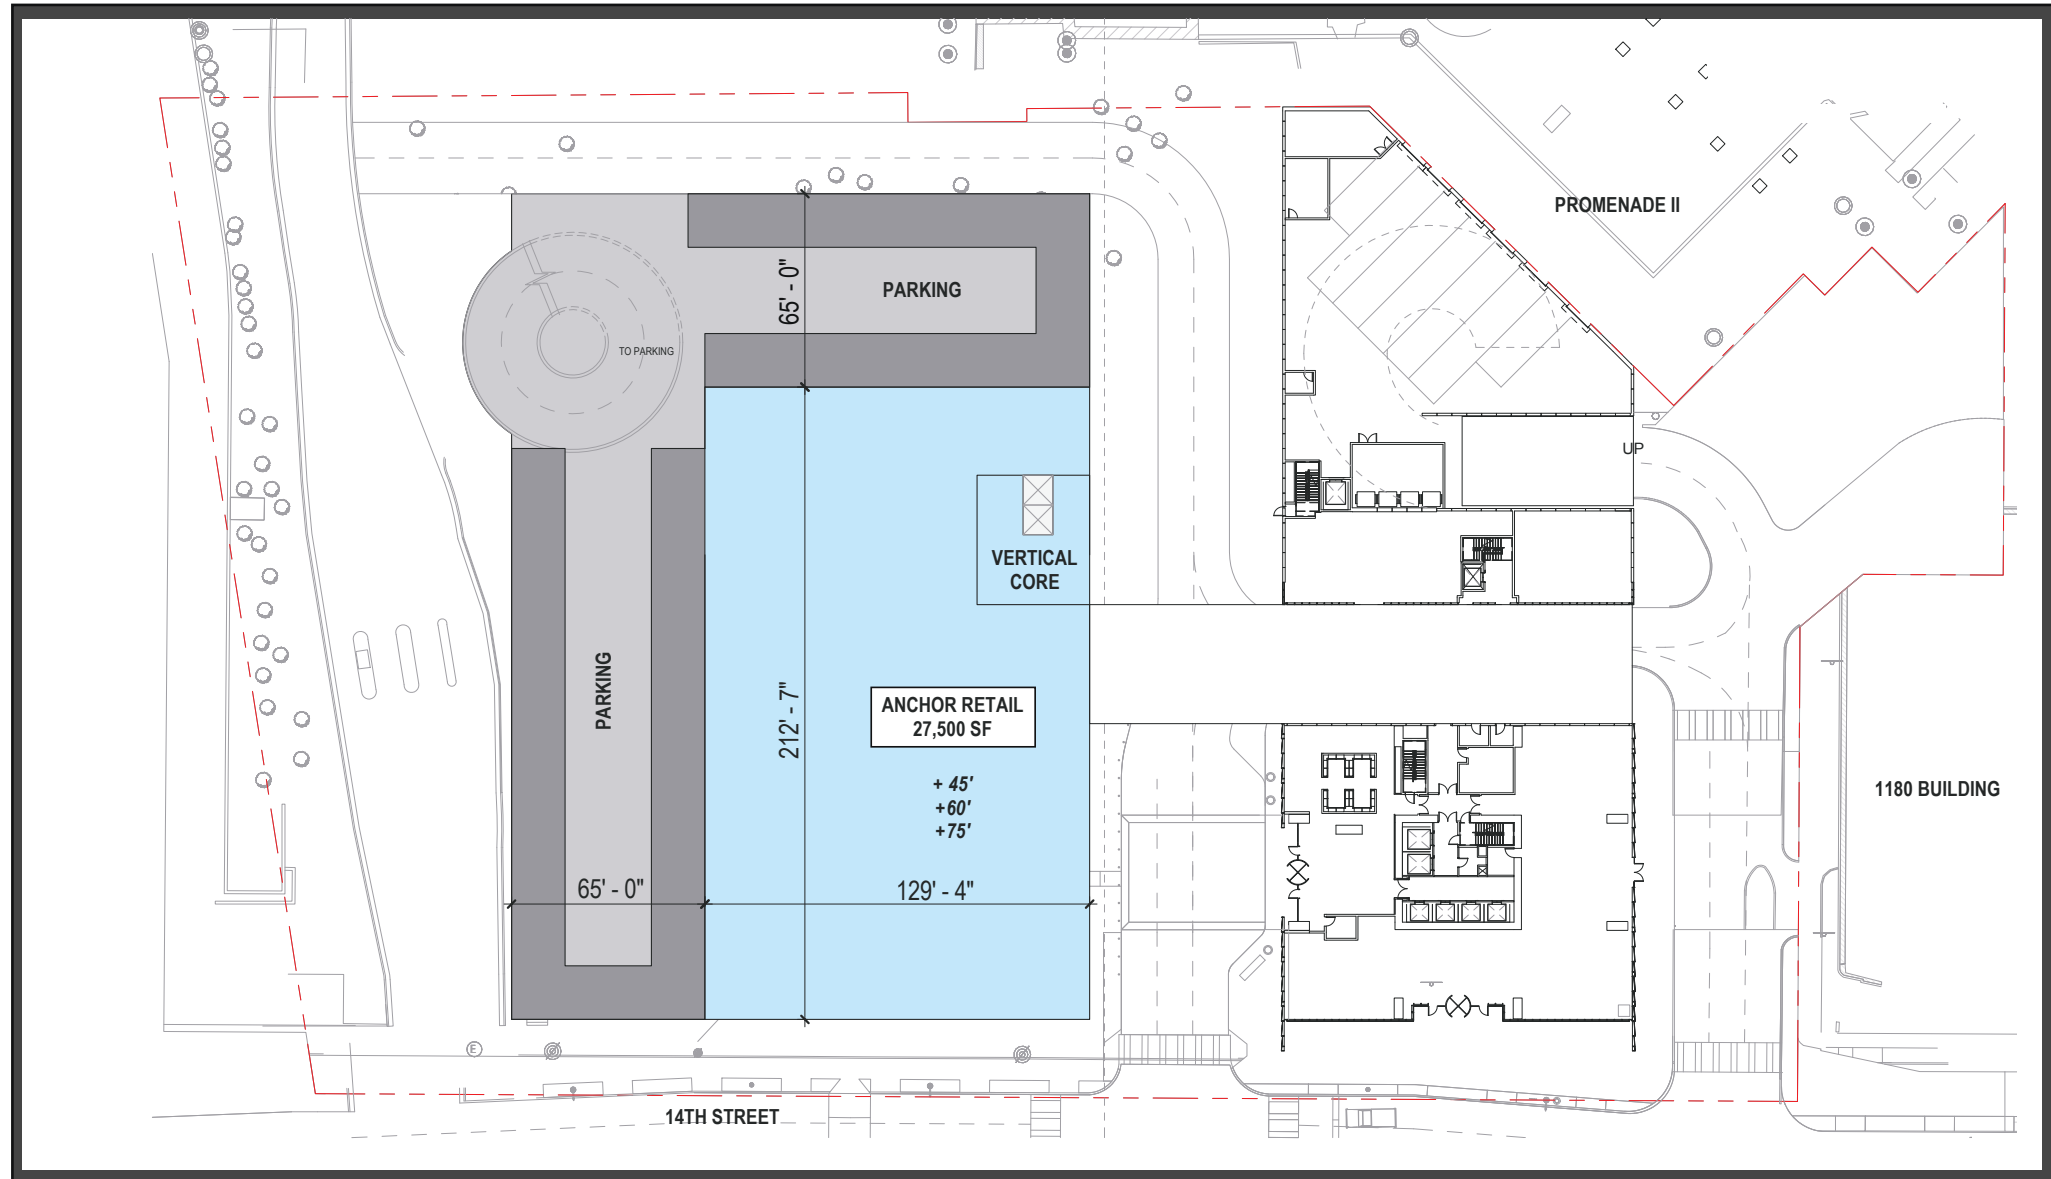 PROMENADE II
PARKING
65' - 0"
TO PARKING
UP
VERTICAL
CORE
PARKING
212' - 7"
ANCHOR RETAIL
27,500 SF
+ 45'
+60'
+75'
1180 BUILDING
65' - 0"
129' - 4"
E
14TH STREET